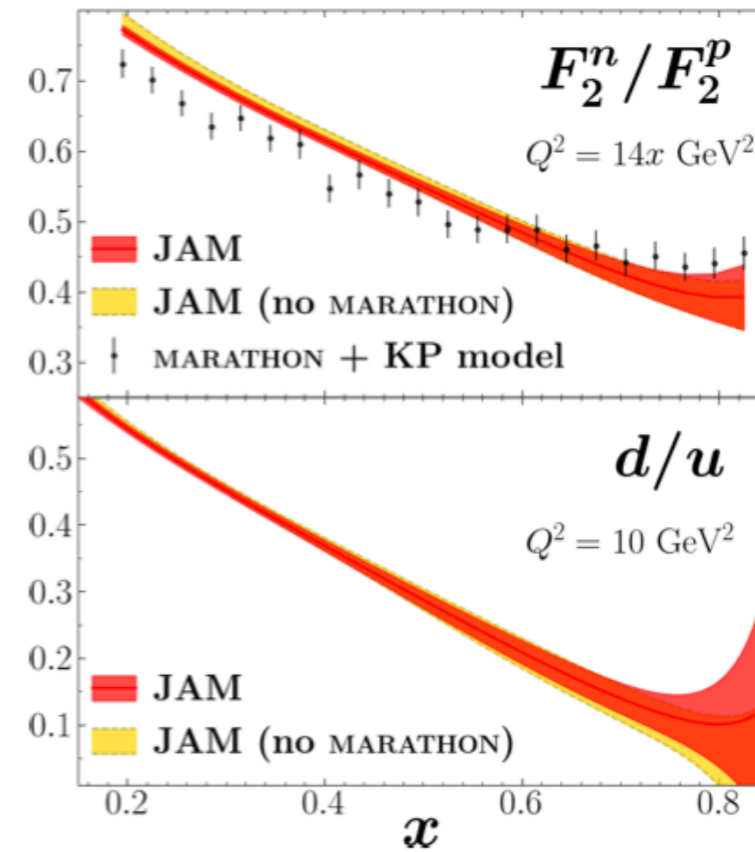 0.7
0.6
0.5
0.4
0.3
F₂ⁿ/F₂ᵖ
Q² = 14x GeV²
JAM
JAM (no MARATHON)
MARATHON + KP model
0.5
0.4
0.3
0.2
0.1
d/u
Q² = 10 GeV²
JAM
JAM (no MARATHON)
0.2 0.4 0.6 0.8
x